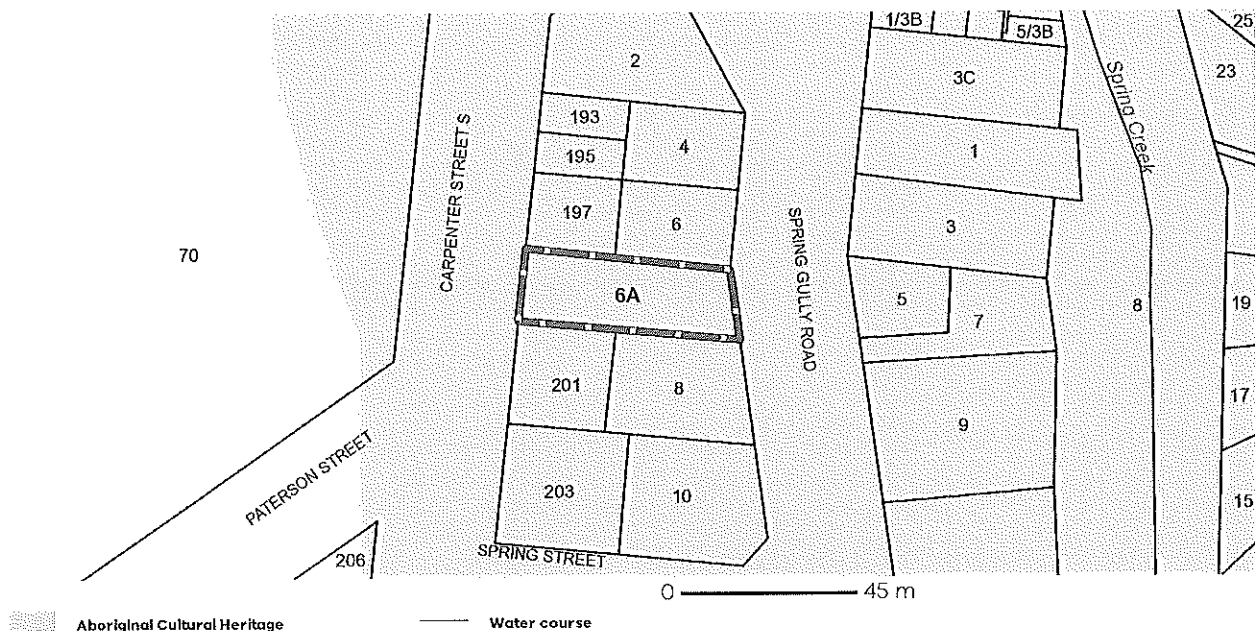 1/3B
5/3B
25
2
3C
23
Spring Creek
193
4
195
1
CARPENTER STREET S
197
6
3
SPRING GULLY ROAD
70
6A
5
7
8
19
201
8
17
9
PATERSON STREET
203
10
15
206
SPRING STREET
0 45 m
Aboriginal Cultural Heritage
Water course